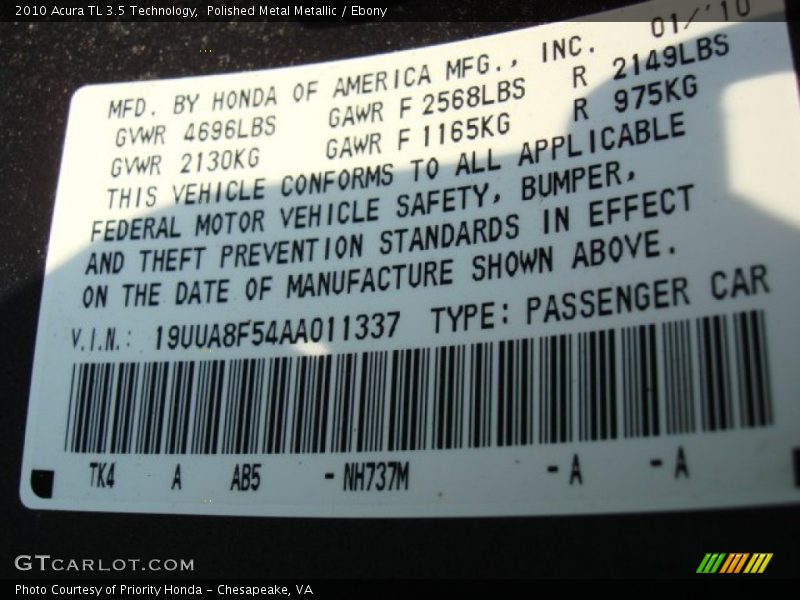 2010 Acura TL 3.5 Technology,  Polished Metal Metallic / Ebony
MFD. BY HONDA OF AMERICA MFG., INC. 01/'10
GVWR 4696LBS GAWR F 2568LBS R 2149LBS
GVWR 2130KG GAWR F 1165KG R 975KG
THIS VEHICLE CONFORMS TO ALL APPLICABLE
FEDERAL MOTOR VEHICLE SAFETY, BUMPER,
AND THEFT PREVENTION STANDARDS IN EFFECT
ON THE DATE OF MANUFACTURE SHOWN ABOVE.
V.I.N.: 19UUA8F54AA011337 TYPE: PASSENGER CAR
TK4 A AB5 -NH737M -A -A
GTCARLOT.COM
Photo Courtesy of Priority Honda - Chesapeake, VA